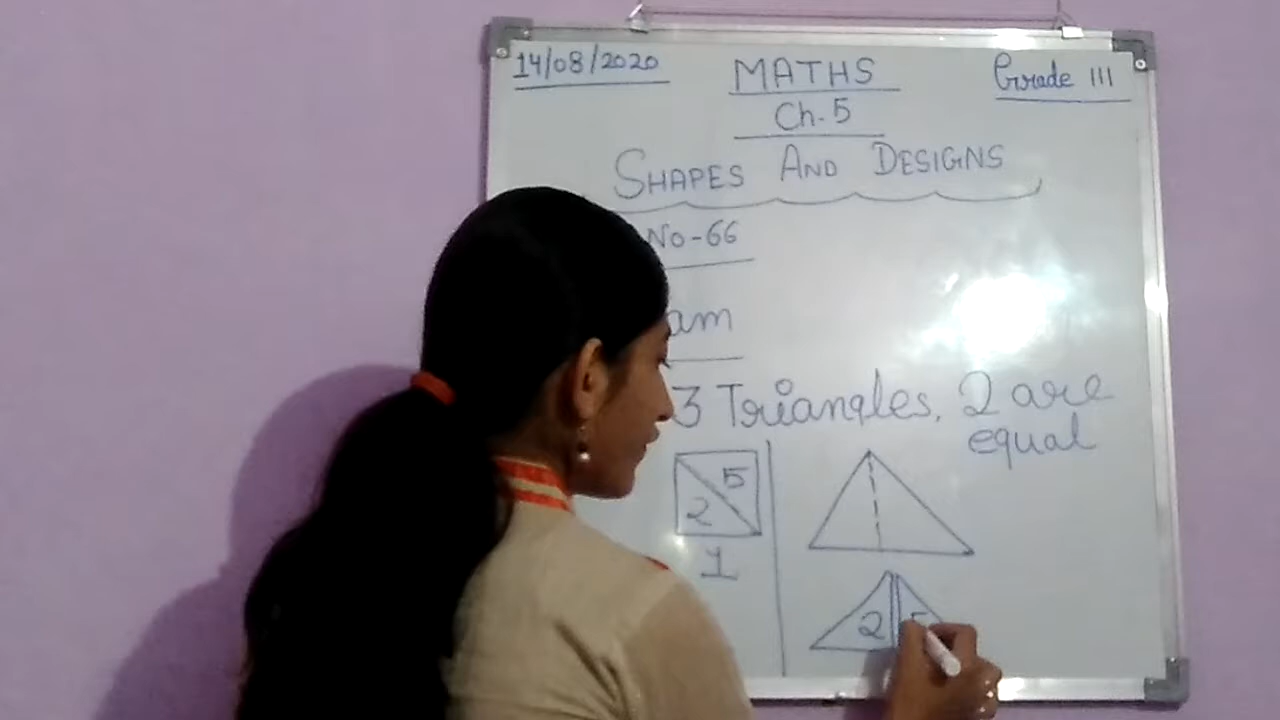 14/08/2020 MATHS Grade III
Ch. 5
SHAPES AND DESIGNS
No-66
3 Triangles, 2 are
equal
5
2
1
2 5